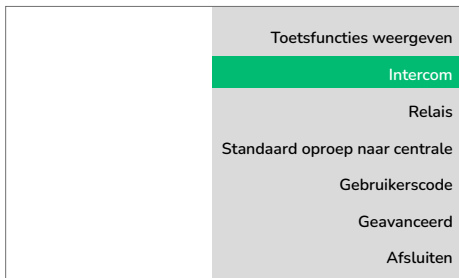 Toetsfuncties weergeven
Intercom
Relais
Standaard oproep naar centrale
Gebruikerscode
Geavanceerd
Afsluiten